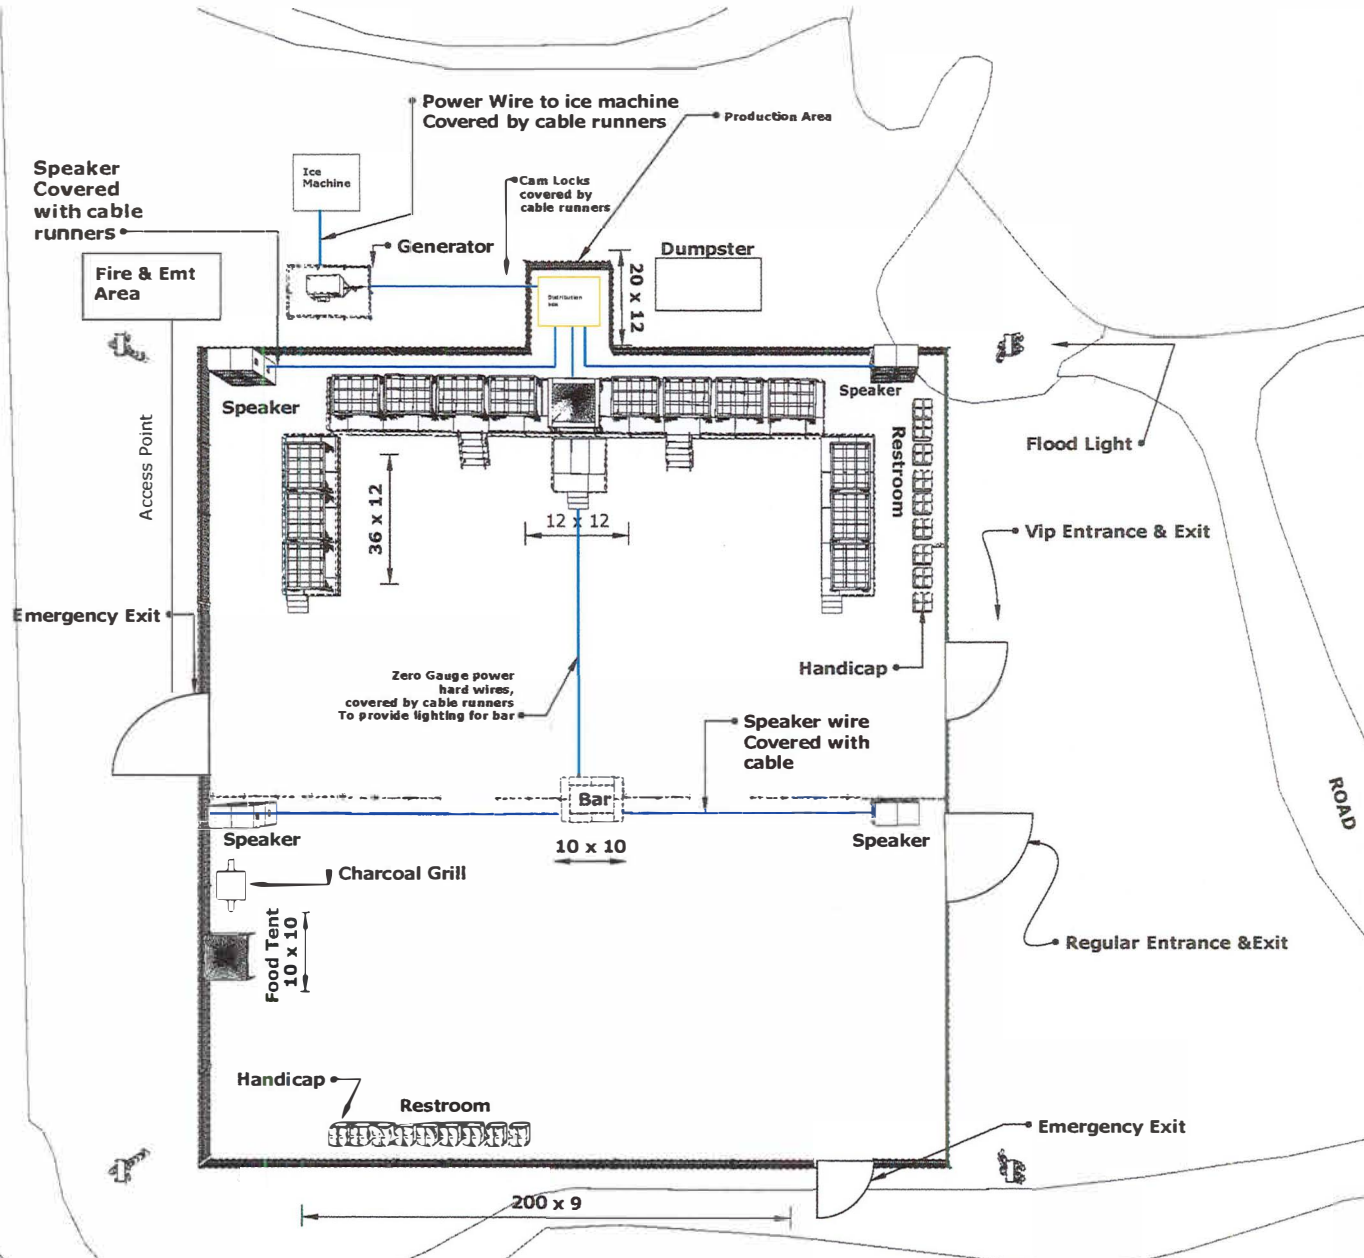 Power Wire to ice machine
Covered by cable runners
Production Area
Speaker
Covered
with cable
runners
Ice
Machine
Cam Locks
covered by
cable runners
Generator
Dumpster
Fire & Emt
Area
20 x 12
Distribution
box
Speaker
Speaker
Access Point
Restroom
Flood Light
36 x 12
12 x 12
Vip Entrance & Exit
Emergency Exit
Handicap
Zero Gauge power
hard wires,
covered by cable runners
To provide lighting for bar
Speaker wire
Covered with
cable
Bar
ROAD
Speaker
Speaker
10 x 10
Charcoal Grill
Food Tent
10 x 10
Regular Entrance &Exit
Handicap
Restroom
Emergency Exit
200 x 9